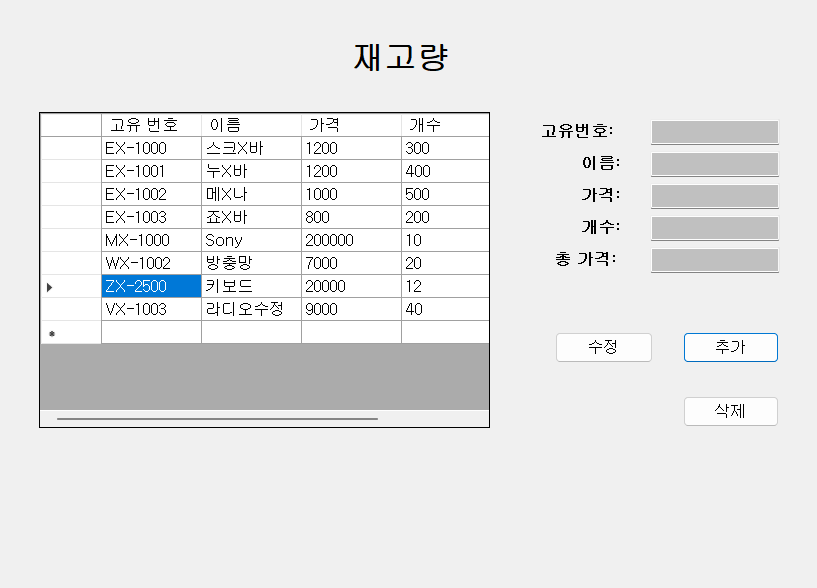 재고량
고유 번호 이름 가격 개수
EX-1000 스크X바 1200 300
EX-1001 누X바 1200 400
EX-1002 메X나 1000 500
EX-1003 죠X바 800 200
MX-1000 Sony 200000 10
WX-1002 방충망 7000 20
ZX-2500 키보드 20000 12
VX-1003 라디오수정 9000 40
고유번호:
이름:
가격:
개수:
총 가격:
수정 추가
삭제